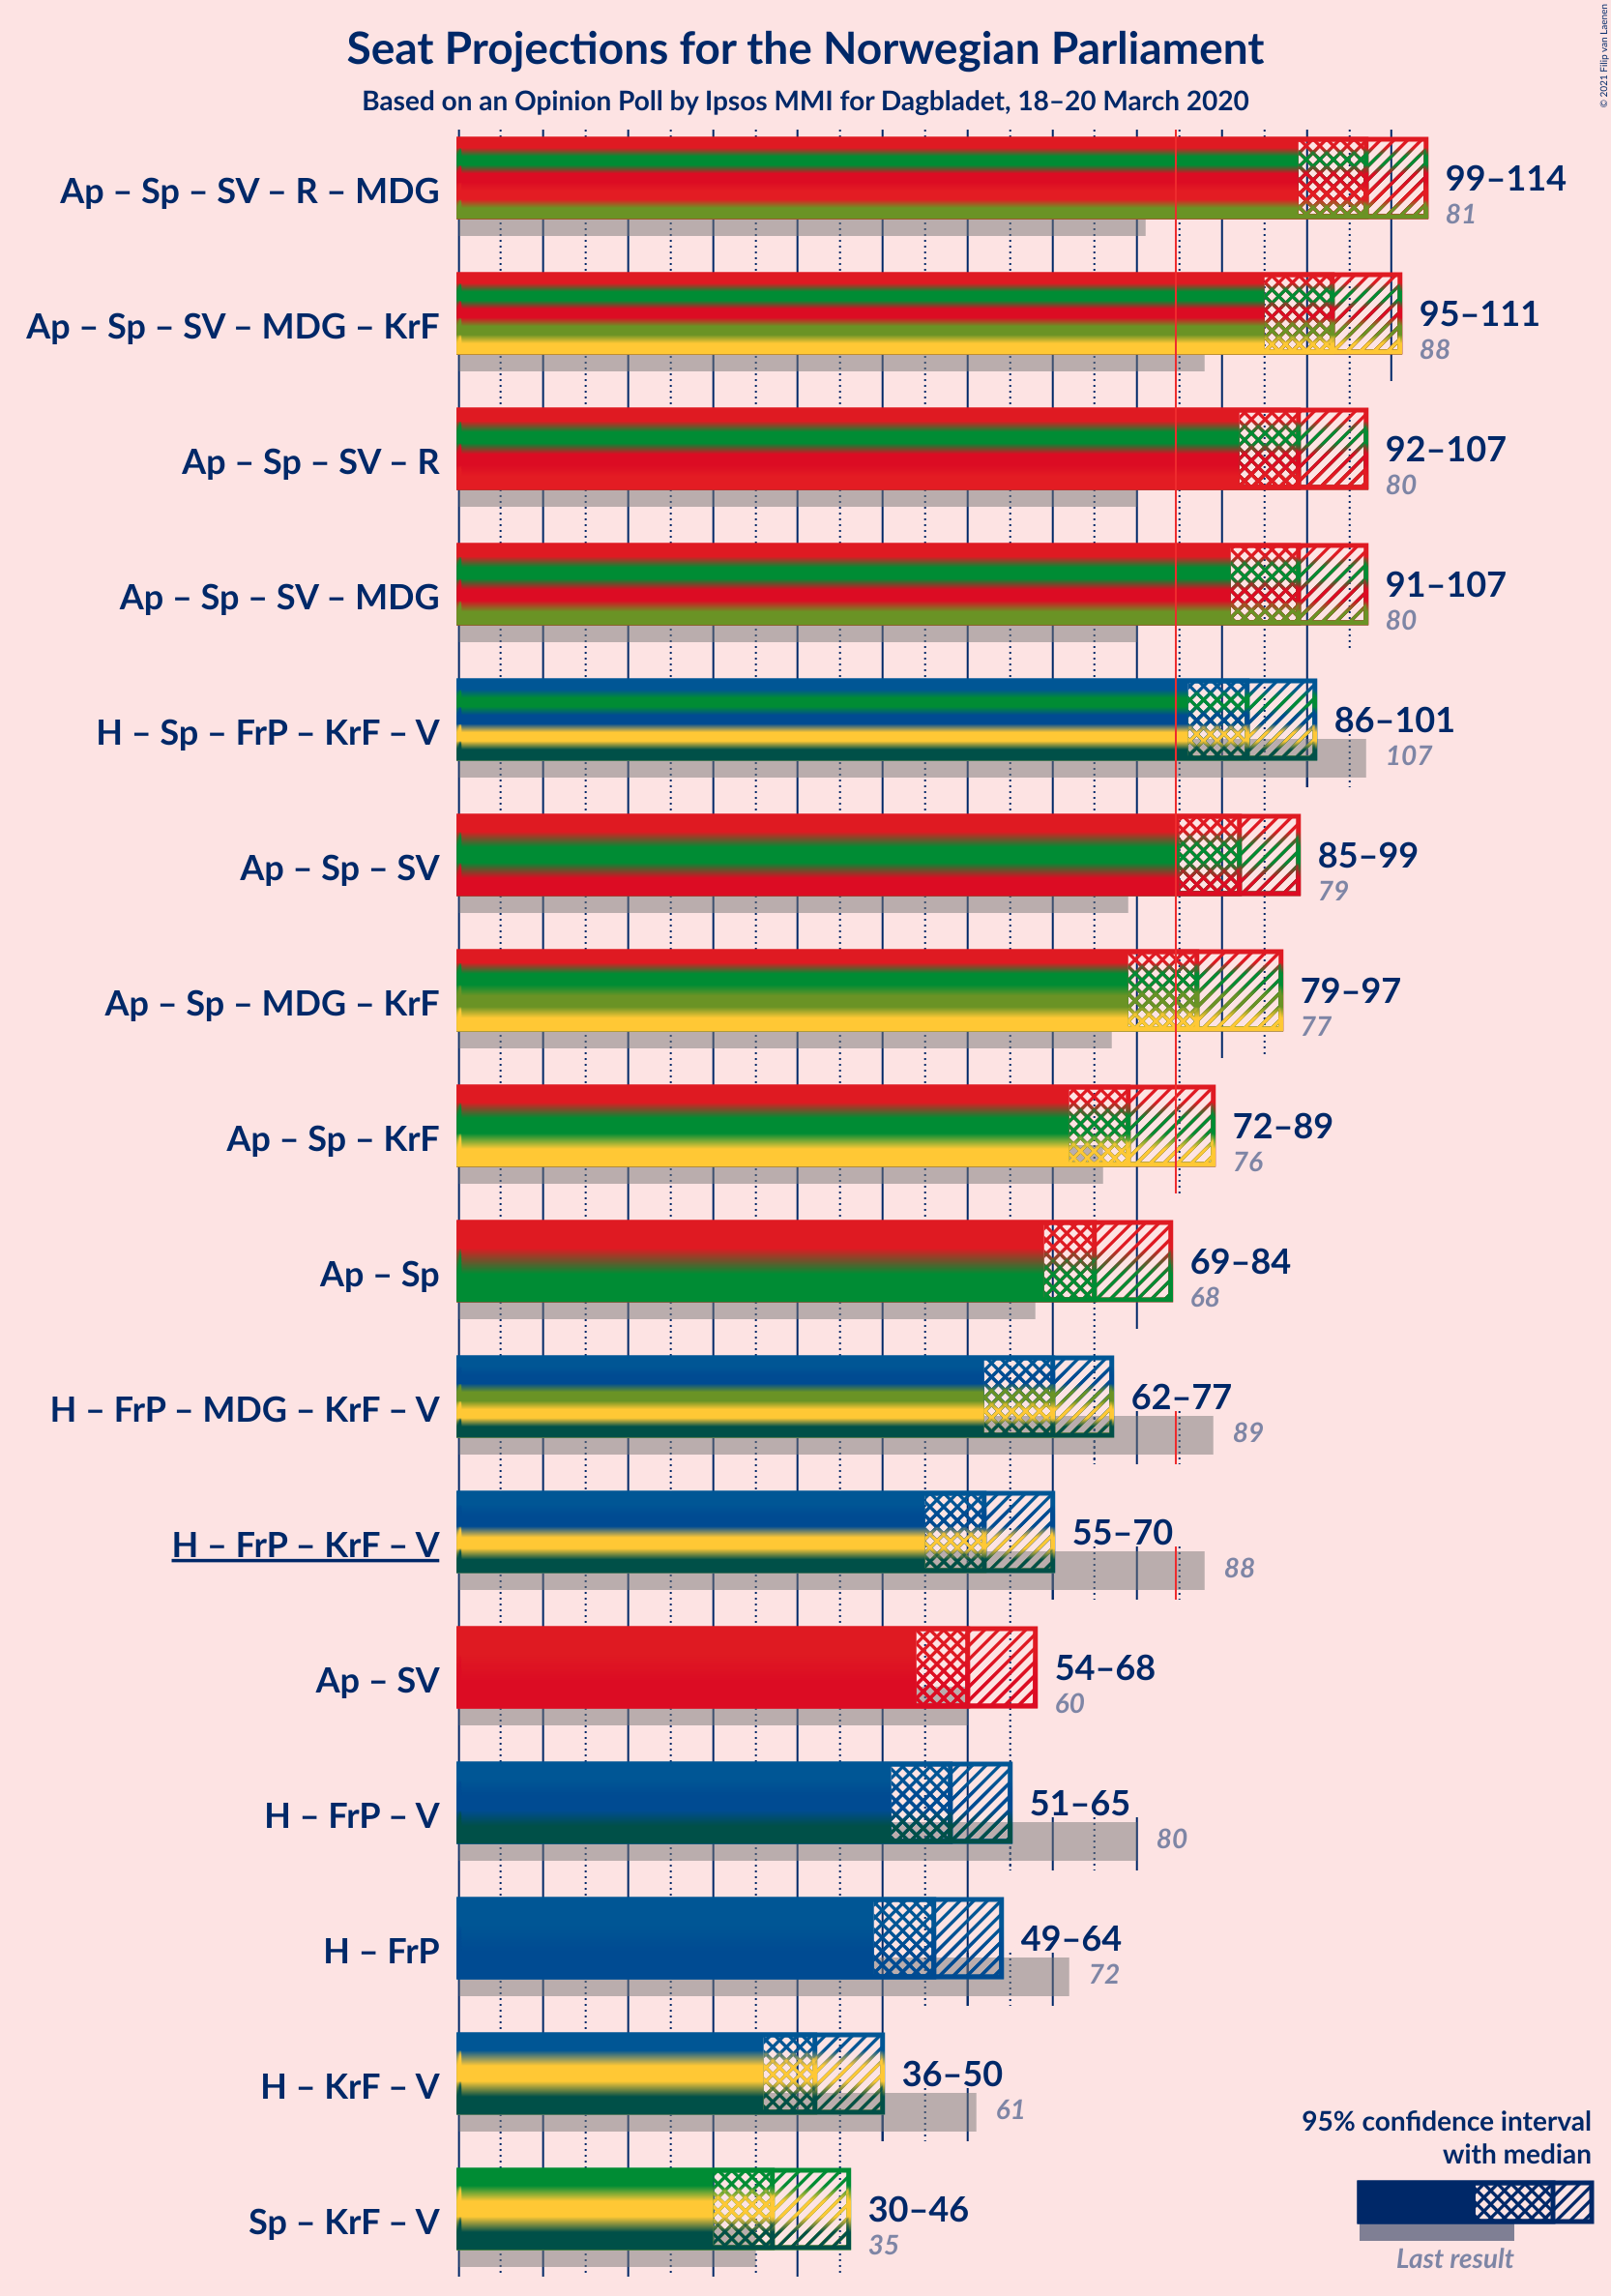 © 2021 Filip van Laenen
Seat Projections for the Norwegian Parliament
Based on an Opinion Poll by Ipsos MMI for Dagbladet, 18–20 March 2020
Ap – Sp – SV – R – MDG
99–114
81
Ap – Sp – SV – MDG – KrF
95–111
88
Ap – Sp – SV – R
92–107
80
Ap – Sp – SV – MDG
91–107
80
H – Sp – FrP – KrF – V
86–101
107
Ap – Sp – SV
85–99
79
Ap – Sp – MDG – KrF
79–97
77
Ap – Sp – KrF
72–89
76
Ap – Sp
69–84
68
H – FrP – MDG – KrF – V
62–77
89
H – FrP – KrF – V
55–70
88
Ap – SV
54–68
60
H – FrP – V
51–65
80
H – FrP
49–64
72
H – KrF – V
36–50
61
Sp – KrF – V
30–46
35
95% confidence interval
with median
Last result